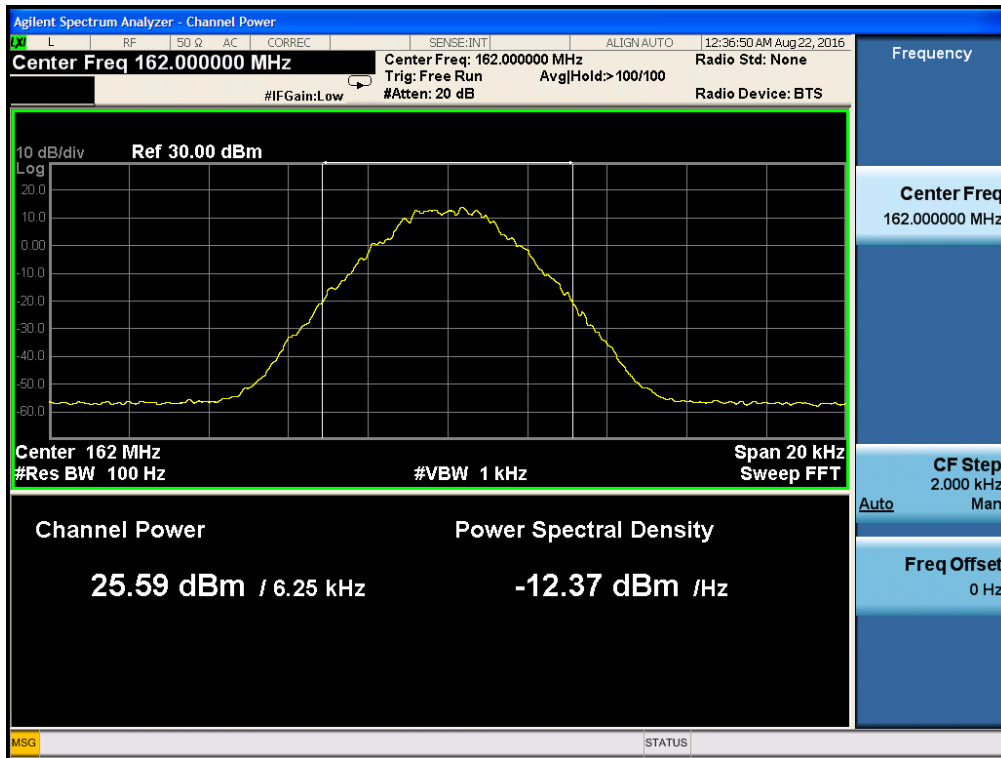 Agilent Spectrum Analyzer - Channel Power
LXI L RF 50 Ω AC CORREC SENSE:INT ALIGN AUTO 12:36:50 AM Aug 22, 2016
Center Freq 162.000000 MHz
Center Freq: 162.000000 MHz
Radio Std: None
Trig: Free Run Avg|Hold:>100/100
#IFGain:Low
#Atten: 20 dB
Radio Device: BTS
10 dB/div Ref 30.00 dBm
Log
20.0
10.0
0.00
-10.0
-20.0
-30.0
-40.0
-50.0
-60.0
Center 162 MHz Span 20 kHz
#Res BW 100 Hz #VBW 1 kHz Sweep FFT
Channel Power Power Spectral Density
25.59 dBm / 6.25 kHz -12.37 dBm /Hz
MSG STATUS
Frequency
Center Freq
162.000000 MHz
CF Step
2.000 kHz
Auto Man
Freq Offset
0 Hz